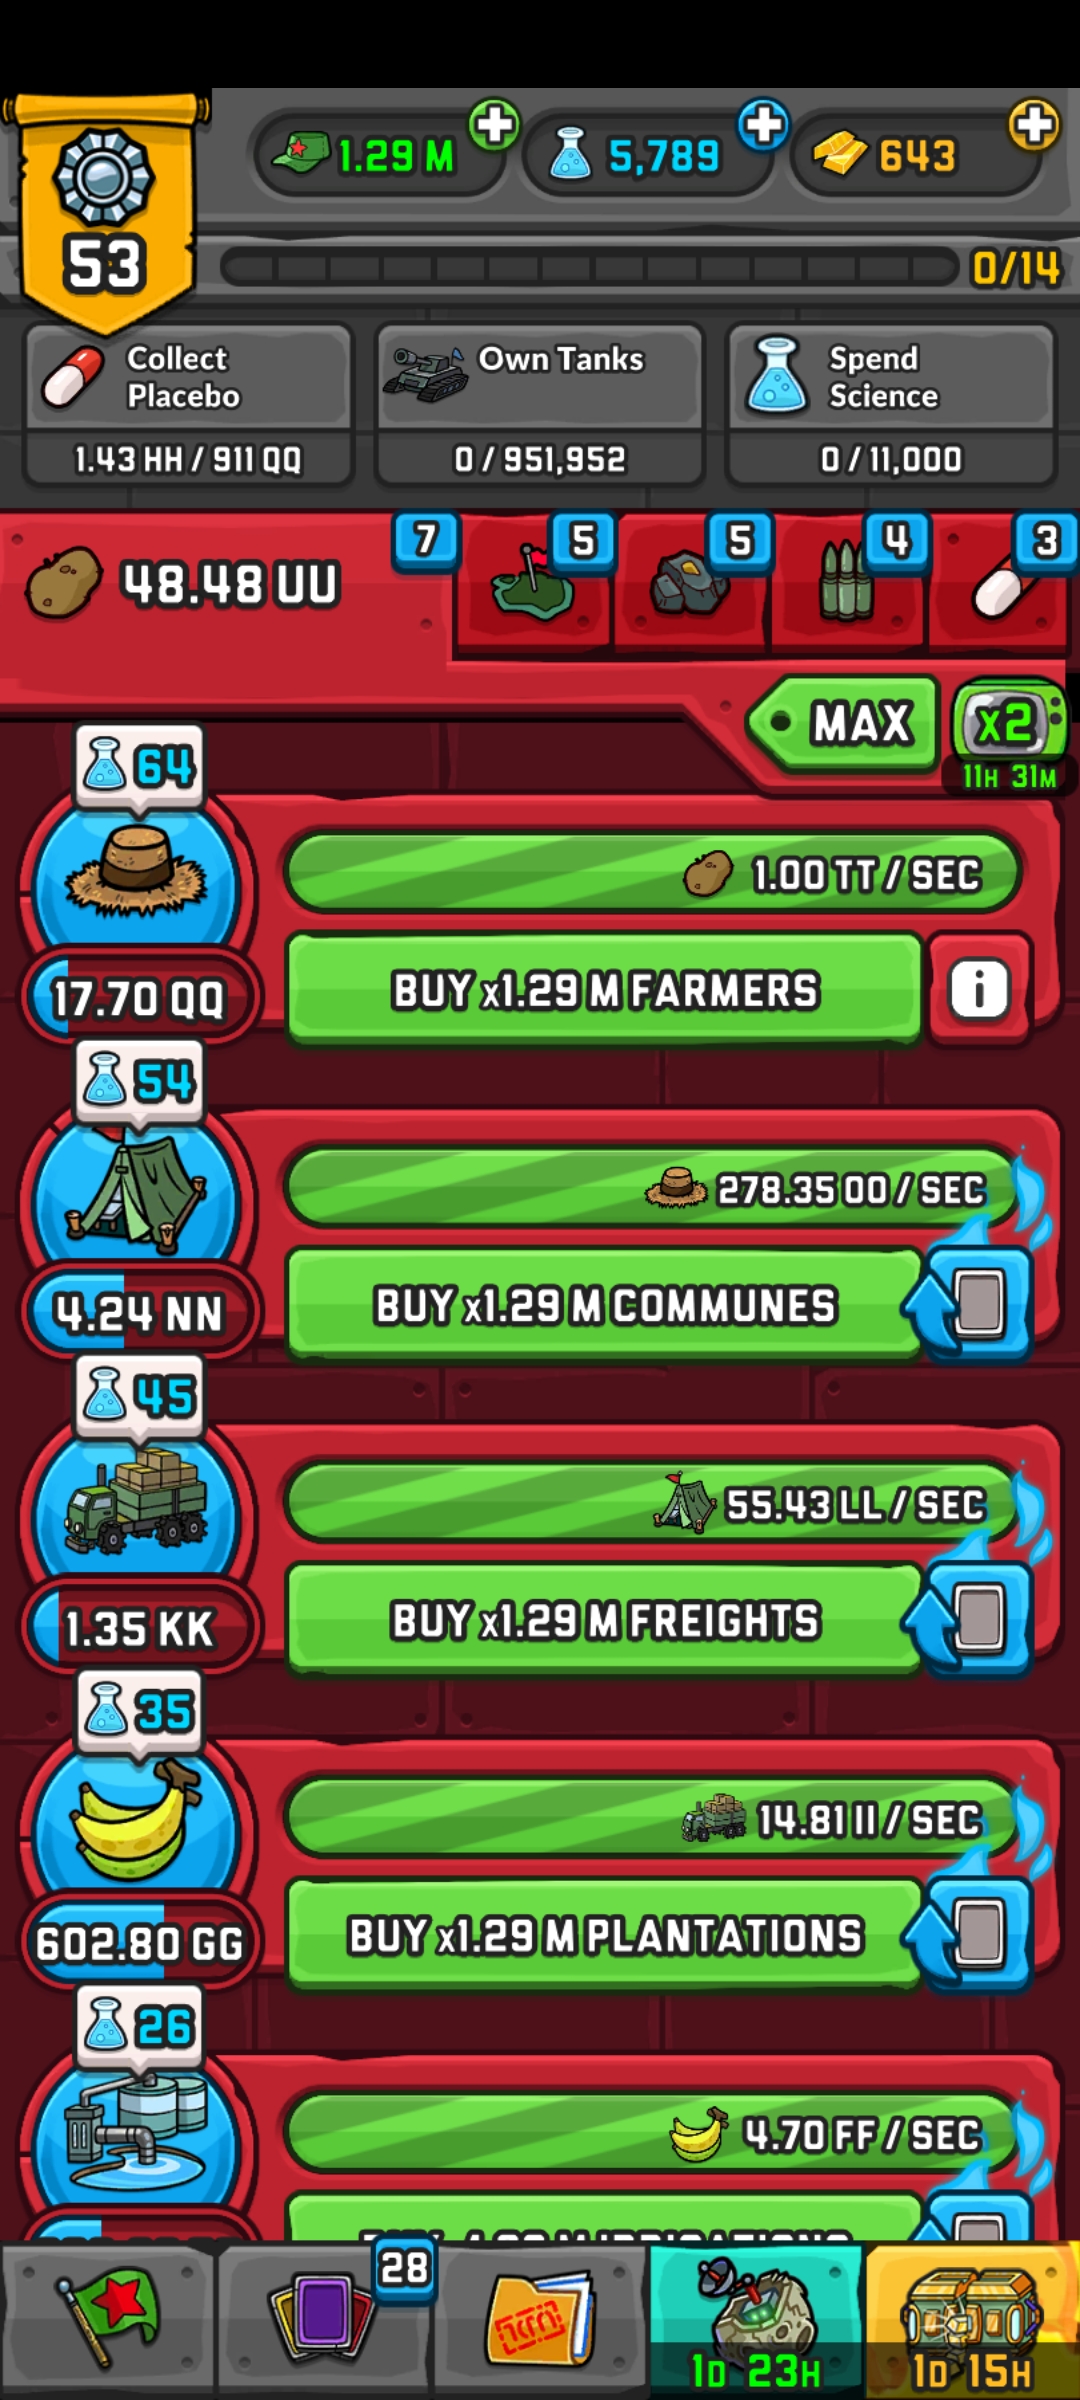 1.29 M
5,789
643
53
0/14
Collect
Placebo
1.43 HH / 911 QQ
Own Tanks
0 / 951,952
Spend
Science
0 / 11,000
48.48 UU
7
5
5
4
3
MAX
x2
11H 31M
64
1.00 TT / SEC
17.70 QQ
BUY x1.29 M FARMERS
i
54
278.35 OO / SEC
4.24 NN
BUY x1.29 M COMMUNES
45
55.43 LL / SEC
1.35 KK
BUY x1.29 M FREIGHTS
35
14.81 II / SEC
602.80 GG
BUY x1.29 M PLANTATIONS
26
4.70 FF / SEC
28
1D 23H
1D 15H